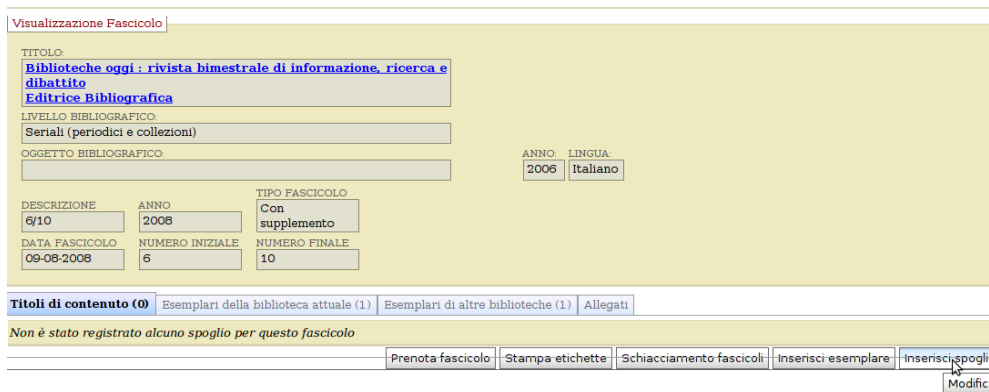 Visualizzazione Fascicolo
TITOLO:
Biblioteche oggi : rivista bimestrale di informazione, ricerca e
dibattito
Editrice Bibliografica
LIVELLO BIBLIOGRAFICO:
Seriali (periodici e collezioni)
OGGETTO BIBLIOGRAFICO: ANNO: LINGUA:
2006 Italiano
DESCRIZIONE ANNO TIPO FASCICOLO
6/10 2008 Con
supplemento
DATA FASCICOLO NUMERO INIZIALE NUMERO FINALE
09-08-2008 6 10
Titoli di contenuto (0) Esemplari della biblioteca attuale (1) Esemplari di altre biblioteche (1) Allegati
Non è stato registrato alcuno spoglio per questo fascicolo
Prenota fascicolo Stampa etichette Schiacciamento fascicoli Inserisci esemplare Inserisci spogli
Modific